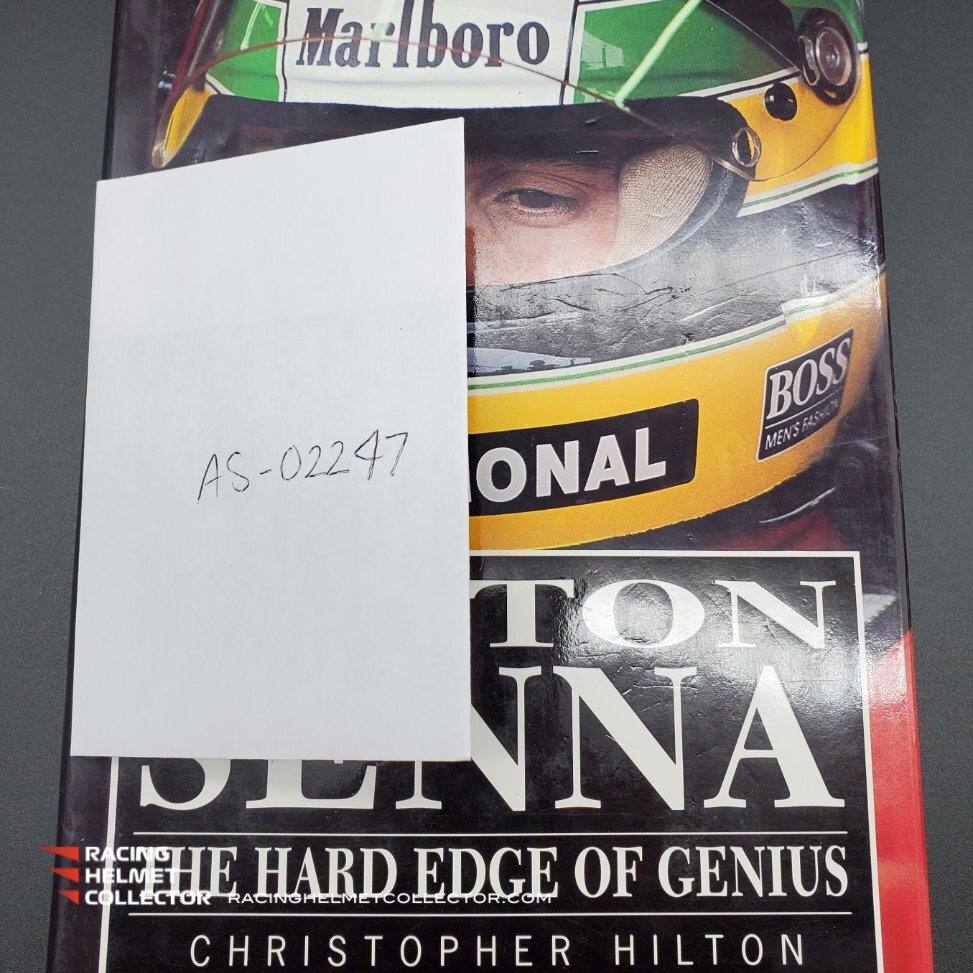 Marlboro
BOSS
MEN'S FASHION
IONAL
AS-02247
TON
SENNA
THE HARD EDGE OF GENIUS
CHRISTOPHER HILTON
RACING
HELMET
COLLECTOR
RACINGHELMETCOLLECTOR.COM